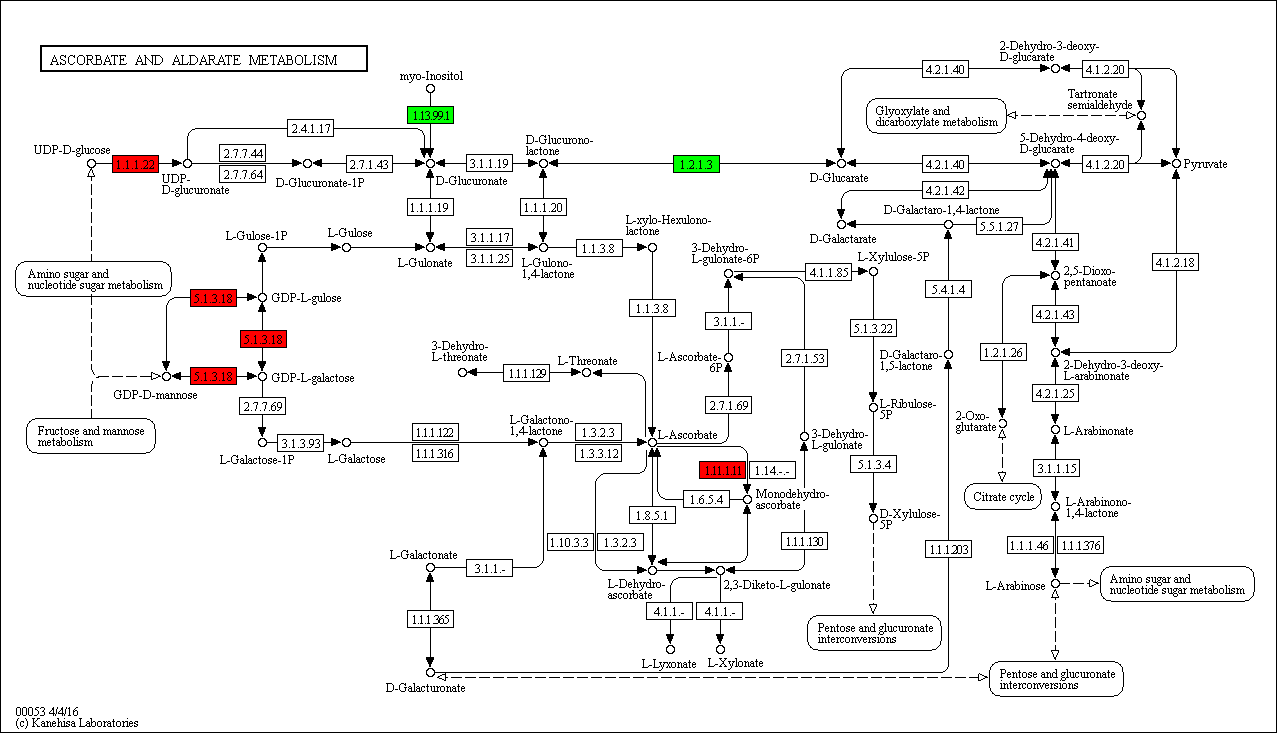 ASCORBATE AND ALDARATE METABOLISM
myo-Inositol
1.13.99.1
2-Dehydro-3-deoxy-
D-glucarate
4.2.1.40
4.1.2.20
Tartronate
semialdehyde
Glyoxylate and
dicarboxylate metabolism
2.4.1.17
UDP-D-glucose
1.1.1.22
UDP-
D-glucuronate
2.7.7.44
2.7.7.64
D-Glucuronate-1P
2.7.1.43
D-Glucuronate
3.1.1.19
D-Glucurono-
lactone
1.2.1.3
D-Glucarate
4.2.1.40
5-Dehydro-4-deoxy-
D-glucarate
4.1.2.20
Pyruvate
4.2.1.42
D-Galactarate
D-Galactaro-1,4-lactone
5.5.1.27
1.1.1.19
1.1.1.20
L-Gulose-1P
L-Gulose
L-Gulonate
3.1.1.17
3.1.1.25
L-Gulono-
1,4-lactone
1.1.3.8
L-xylo-Hexulono-
lactone
4.2.1.41
4.2.1.18
Amino sugar and
nucleotide sugar metabolism
3-Dehydro-
L-gulonate-6P
4.1.1.85
L-Xylulose-5P
5.4.1.4
2,5-Dioxo-
pentanoate
5.1.3.18
GDP-L-gulose
1.1.3.8
3.1.1.-
5.1.3.22
4.2.1.43
5.1.3.18
3-Dehydro-
L-threonate
1.1.1.129
L-Threonate
L-Ascorbate-
6P
2.7.1.53
D-Galactaro-
1,5-lactone
1.2.1.26
2-Dehydro-3-deoxy-
L-arabinonate
5.1.3.18
GDP-D-mannose
GDP-L-galactose
2.7.7.69
2.7.1.69
L-Ribulose-
5P
4.2.1.25
Fructose and mannose
metabolism
L-Galactose-1P
3.1.3.93
L-Galactose
1.1.1.122
1.1.1.316
L-Galactono-
1,4-lactone
1.3.2.3
1.3.3.12
L-Ascorbate
3-Dehydro-
L-gulonate
2-Oxo-
glutarate
L-Arabinonate
1.11.1.11
1.14.-.-
5.1.3.4
3.1.1.15
1.6.5.4
Monodehydro-
ascorbate
Citrate cycle
L-Arabinono-
1,4-lactone
1.8.5.1
D-Xylulose-
5P
1.10.3.3
1.3.2.3
1.1.1.130
1.1.1.203
1.1.1.46
1.1.1.376
L-Galactonate
3.1.1.-
L-Dehydro-
ascorbate
2,3-Diketo-L-gulonate
L-Arabinose
Amino sugar and
nucleotide sugar metabolism
1.1.1.365
4.1.1.-
4.1.1.-
Pentose and glucuronate
interconversions
L-Lyxonate
L-Xylonate
D-Galacturonate
Pentose and glucuronate
interconversions
00053 4/4/16
(c) Kanehisa Laboratories